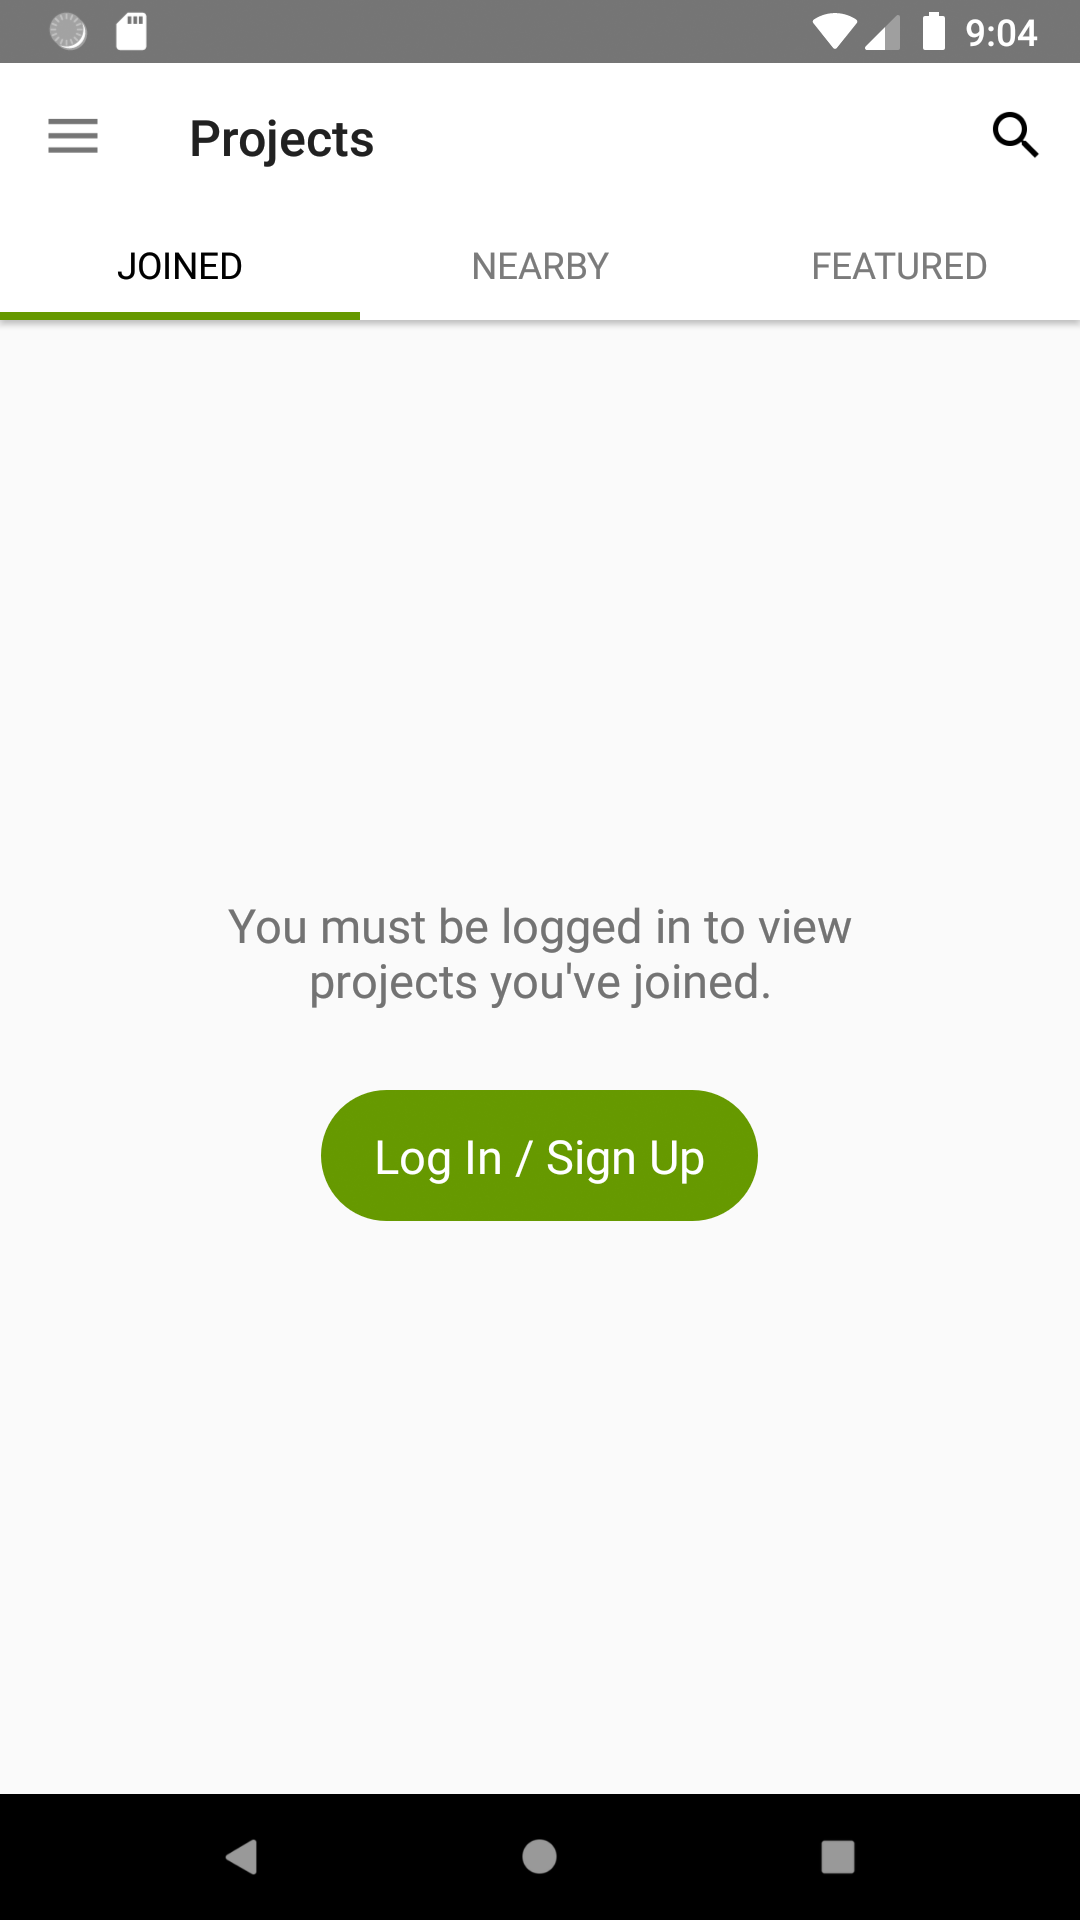 9:04
Projects
JOINED NEARBY FEATURED
You must be logged in to view
projects you've joined.
Log In / Sign Up